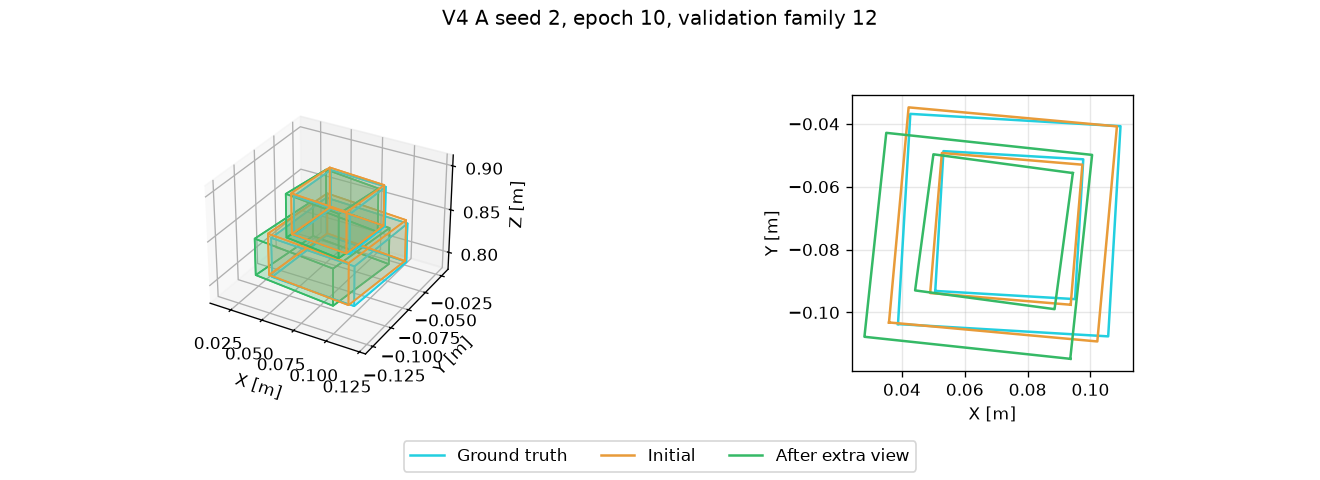 V4 A seed 2, epoch 10, validation family 12
0.90
0.85
0.80
Z [m]
−0.025
−0.050
−0.075
−0.100
−0.125
Y [m]
0.025
0.050
0.075
0.100
0.125
X [m]
−0.04
−0.06
−0.08
−0.10
Y [m]
0.04 0.06 0.08 0.10
X [m]
Ground truth Initial After extra view